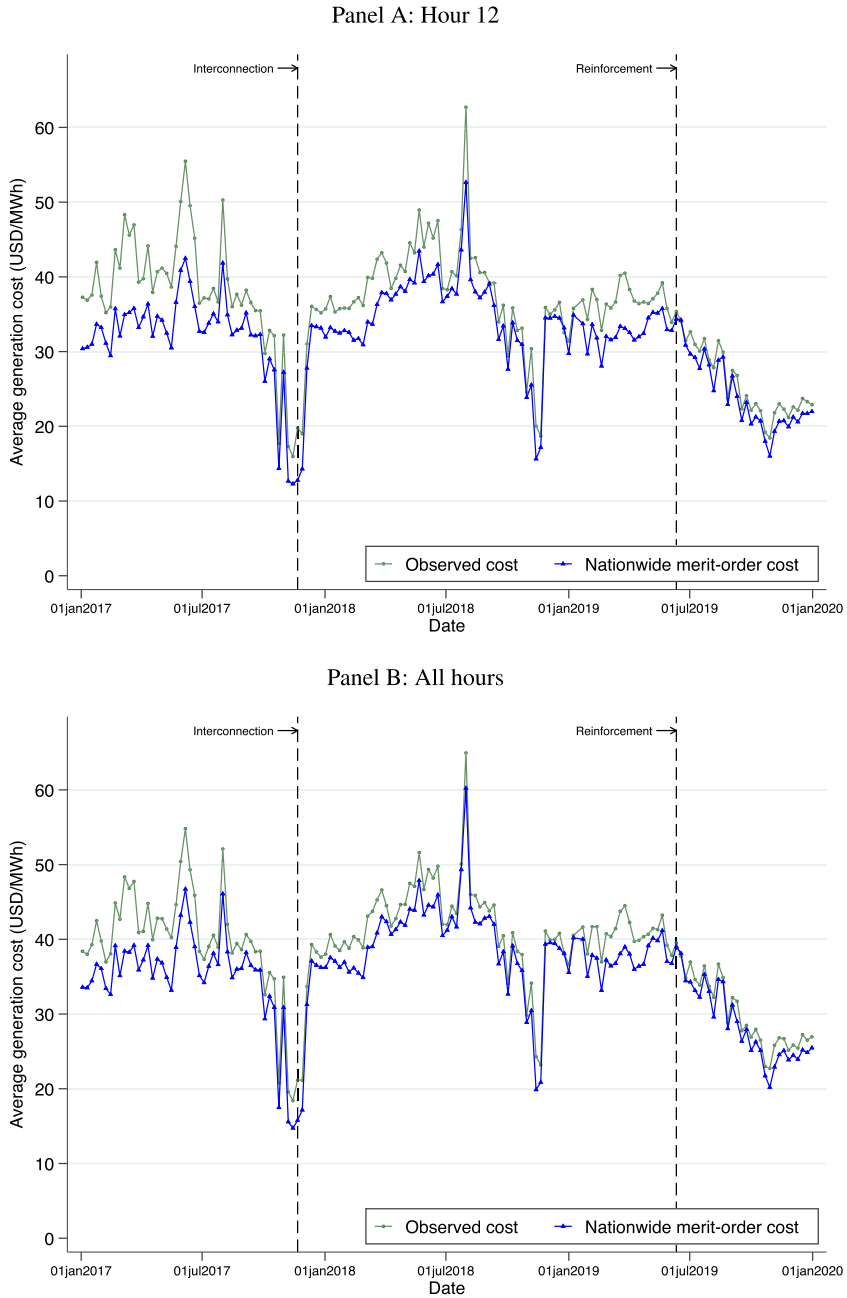 Panel A: Hour 12
Interconnection
Reinforcement
Average generation cost (USD/MWh)
60
50
40
30
20
10
0
Observed cost
Nationwide merit-order cost
01jan2017
01jul2017
01jan2018
01jul2018
01jan2019
01jul2019
01jan2020
Date
Panel B: All hours
Interconnection
Reinforcement
Average generation cost (USD/MWh)
60
50
40
30
20
10
0
Observed cost
Nationwide merit-order cost
01jan2017
01jul2017
01jan2018
01jul2018
01jan2019
01jul2019
01jan2020
Date